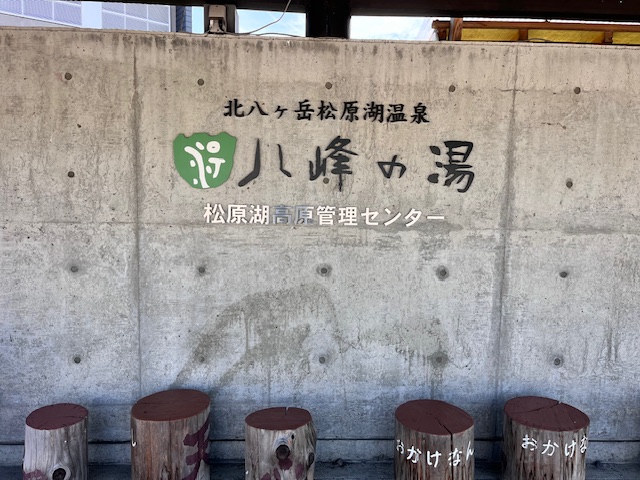 北八ヶ岳松原湖温泉
八峰の湯
松原湖高原管理センター
おかけなん
おかけな